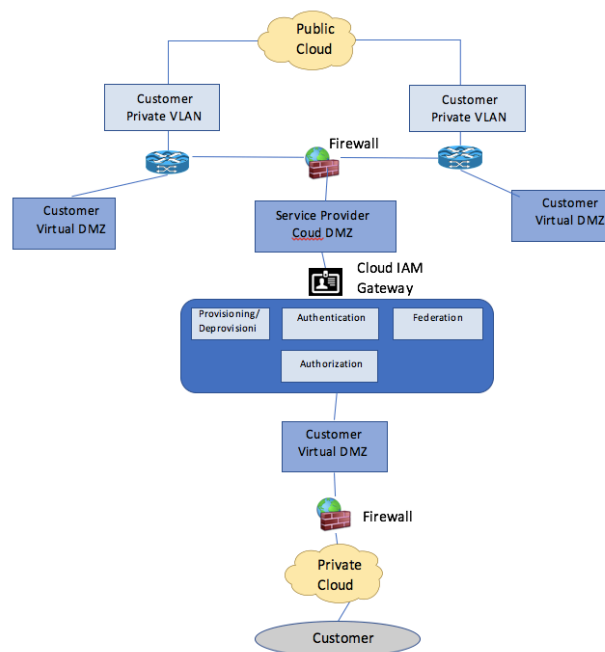 Public
Cloud
Customer
Private VLAN
Customer
Private VLAN
Firewall
Customer
Virtual DMZ
Service Provider
Coud DMZ
Customer
Virtual DMZ
Cloud IAM
Gateway
Provisioning/
Deprovisioni
Authentication
Federation
Authorization
Customer
Virtual DMZ
Firewall
Private
Cloud
Customer